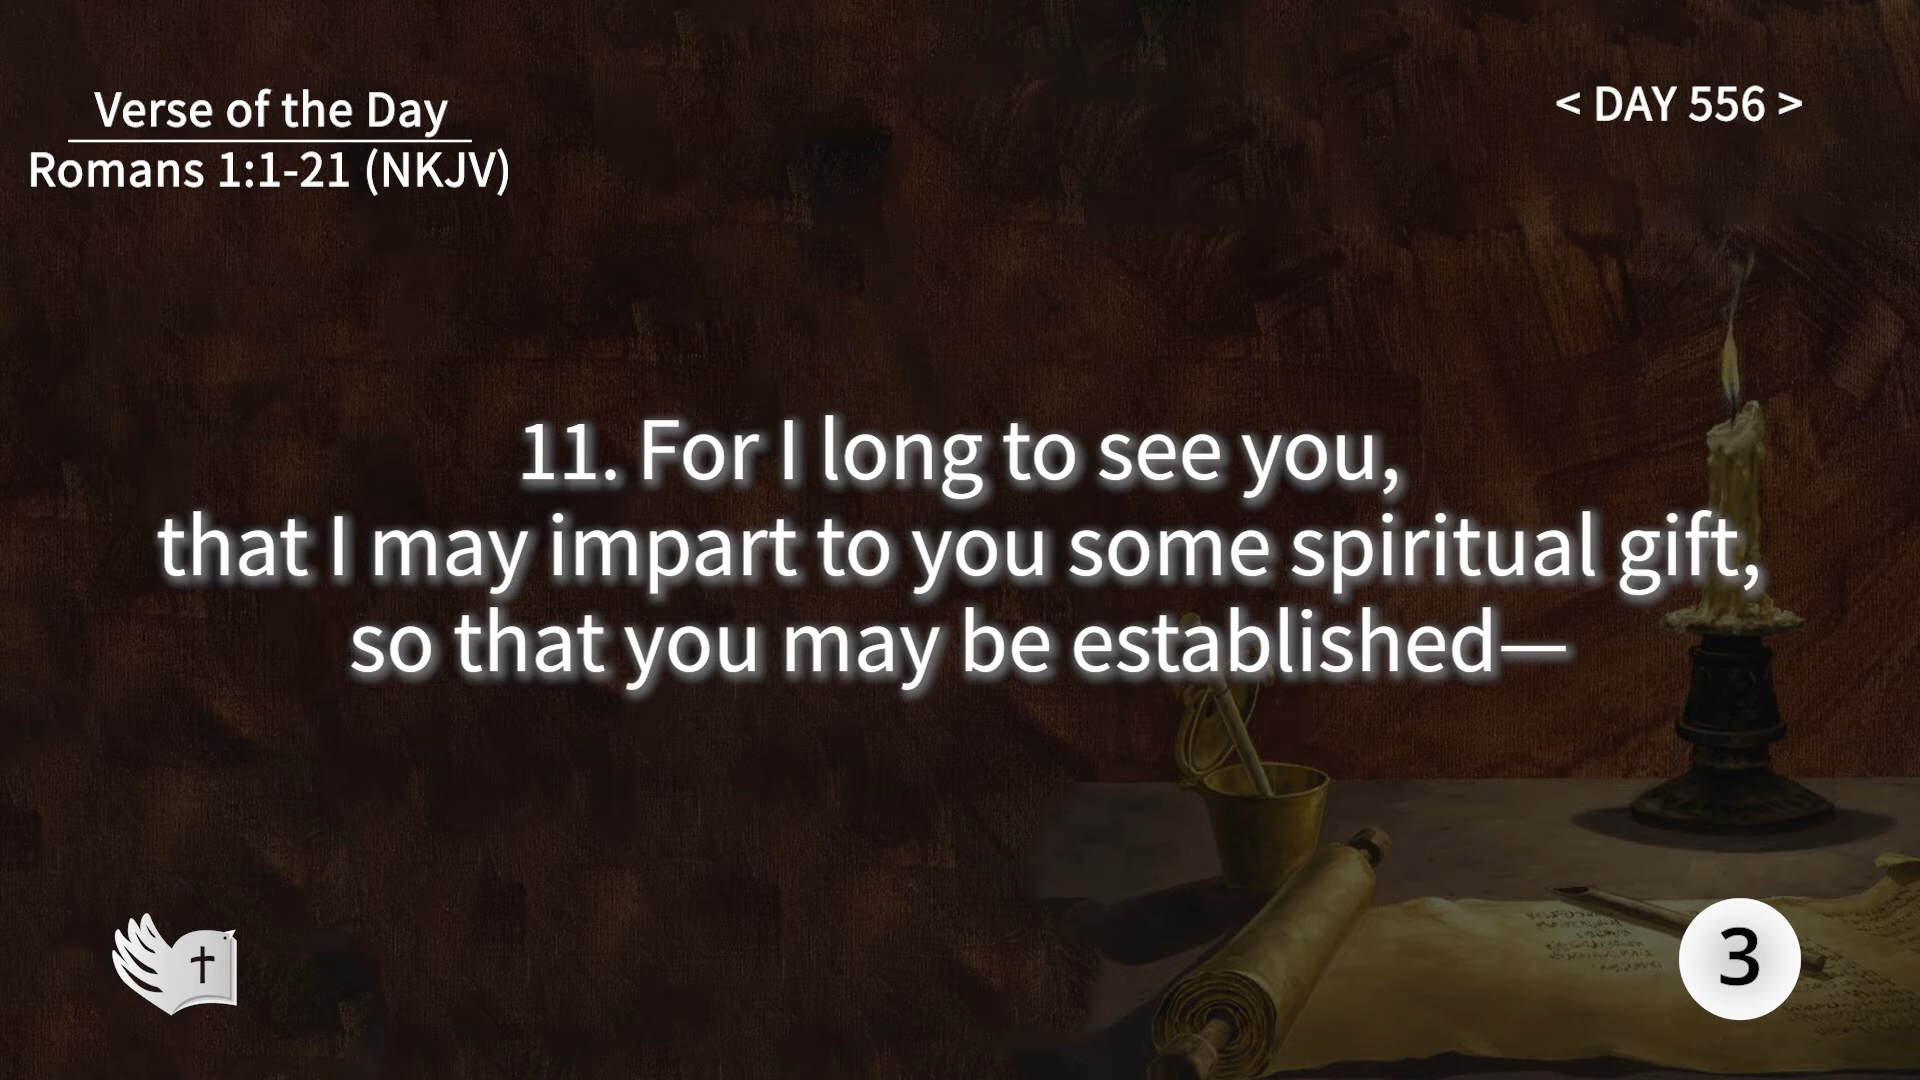 Verse of the Day
Romans 1:1-21 (NKJV)
< DAY 556 >
11. For I long to see you,
that I may impart to you some spiritual gift,
so that you may be established—
3